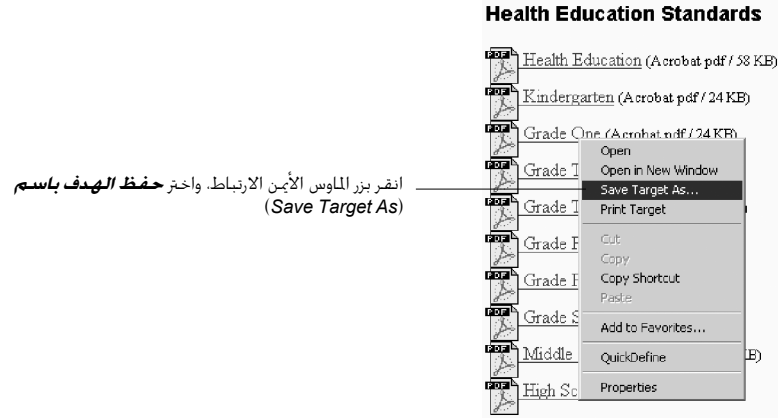 Health Education Standards
Health Education (Acrobat pdf / 58 KB)
Kindergarten (Acrobat pdf / 24 KB)
Grade One (Acrobat pdf / 24 KB)
Grade
Grade
Grade
Grade
Grade
Middle
High
Open
Open in New Window
Save Target As...
Print Target
Cut
Copy
Copy Shortcut
Paste
Add to Favorites...
QuickDefine
Properties
انقر بزر الماوس الأيمن الارتباط، واختر حفظ الهدف باسم
(Save Target As)